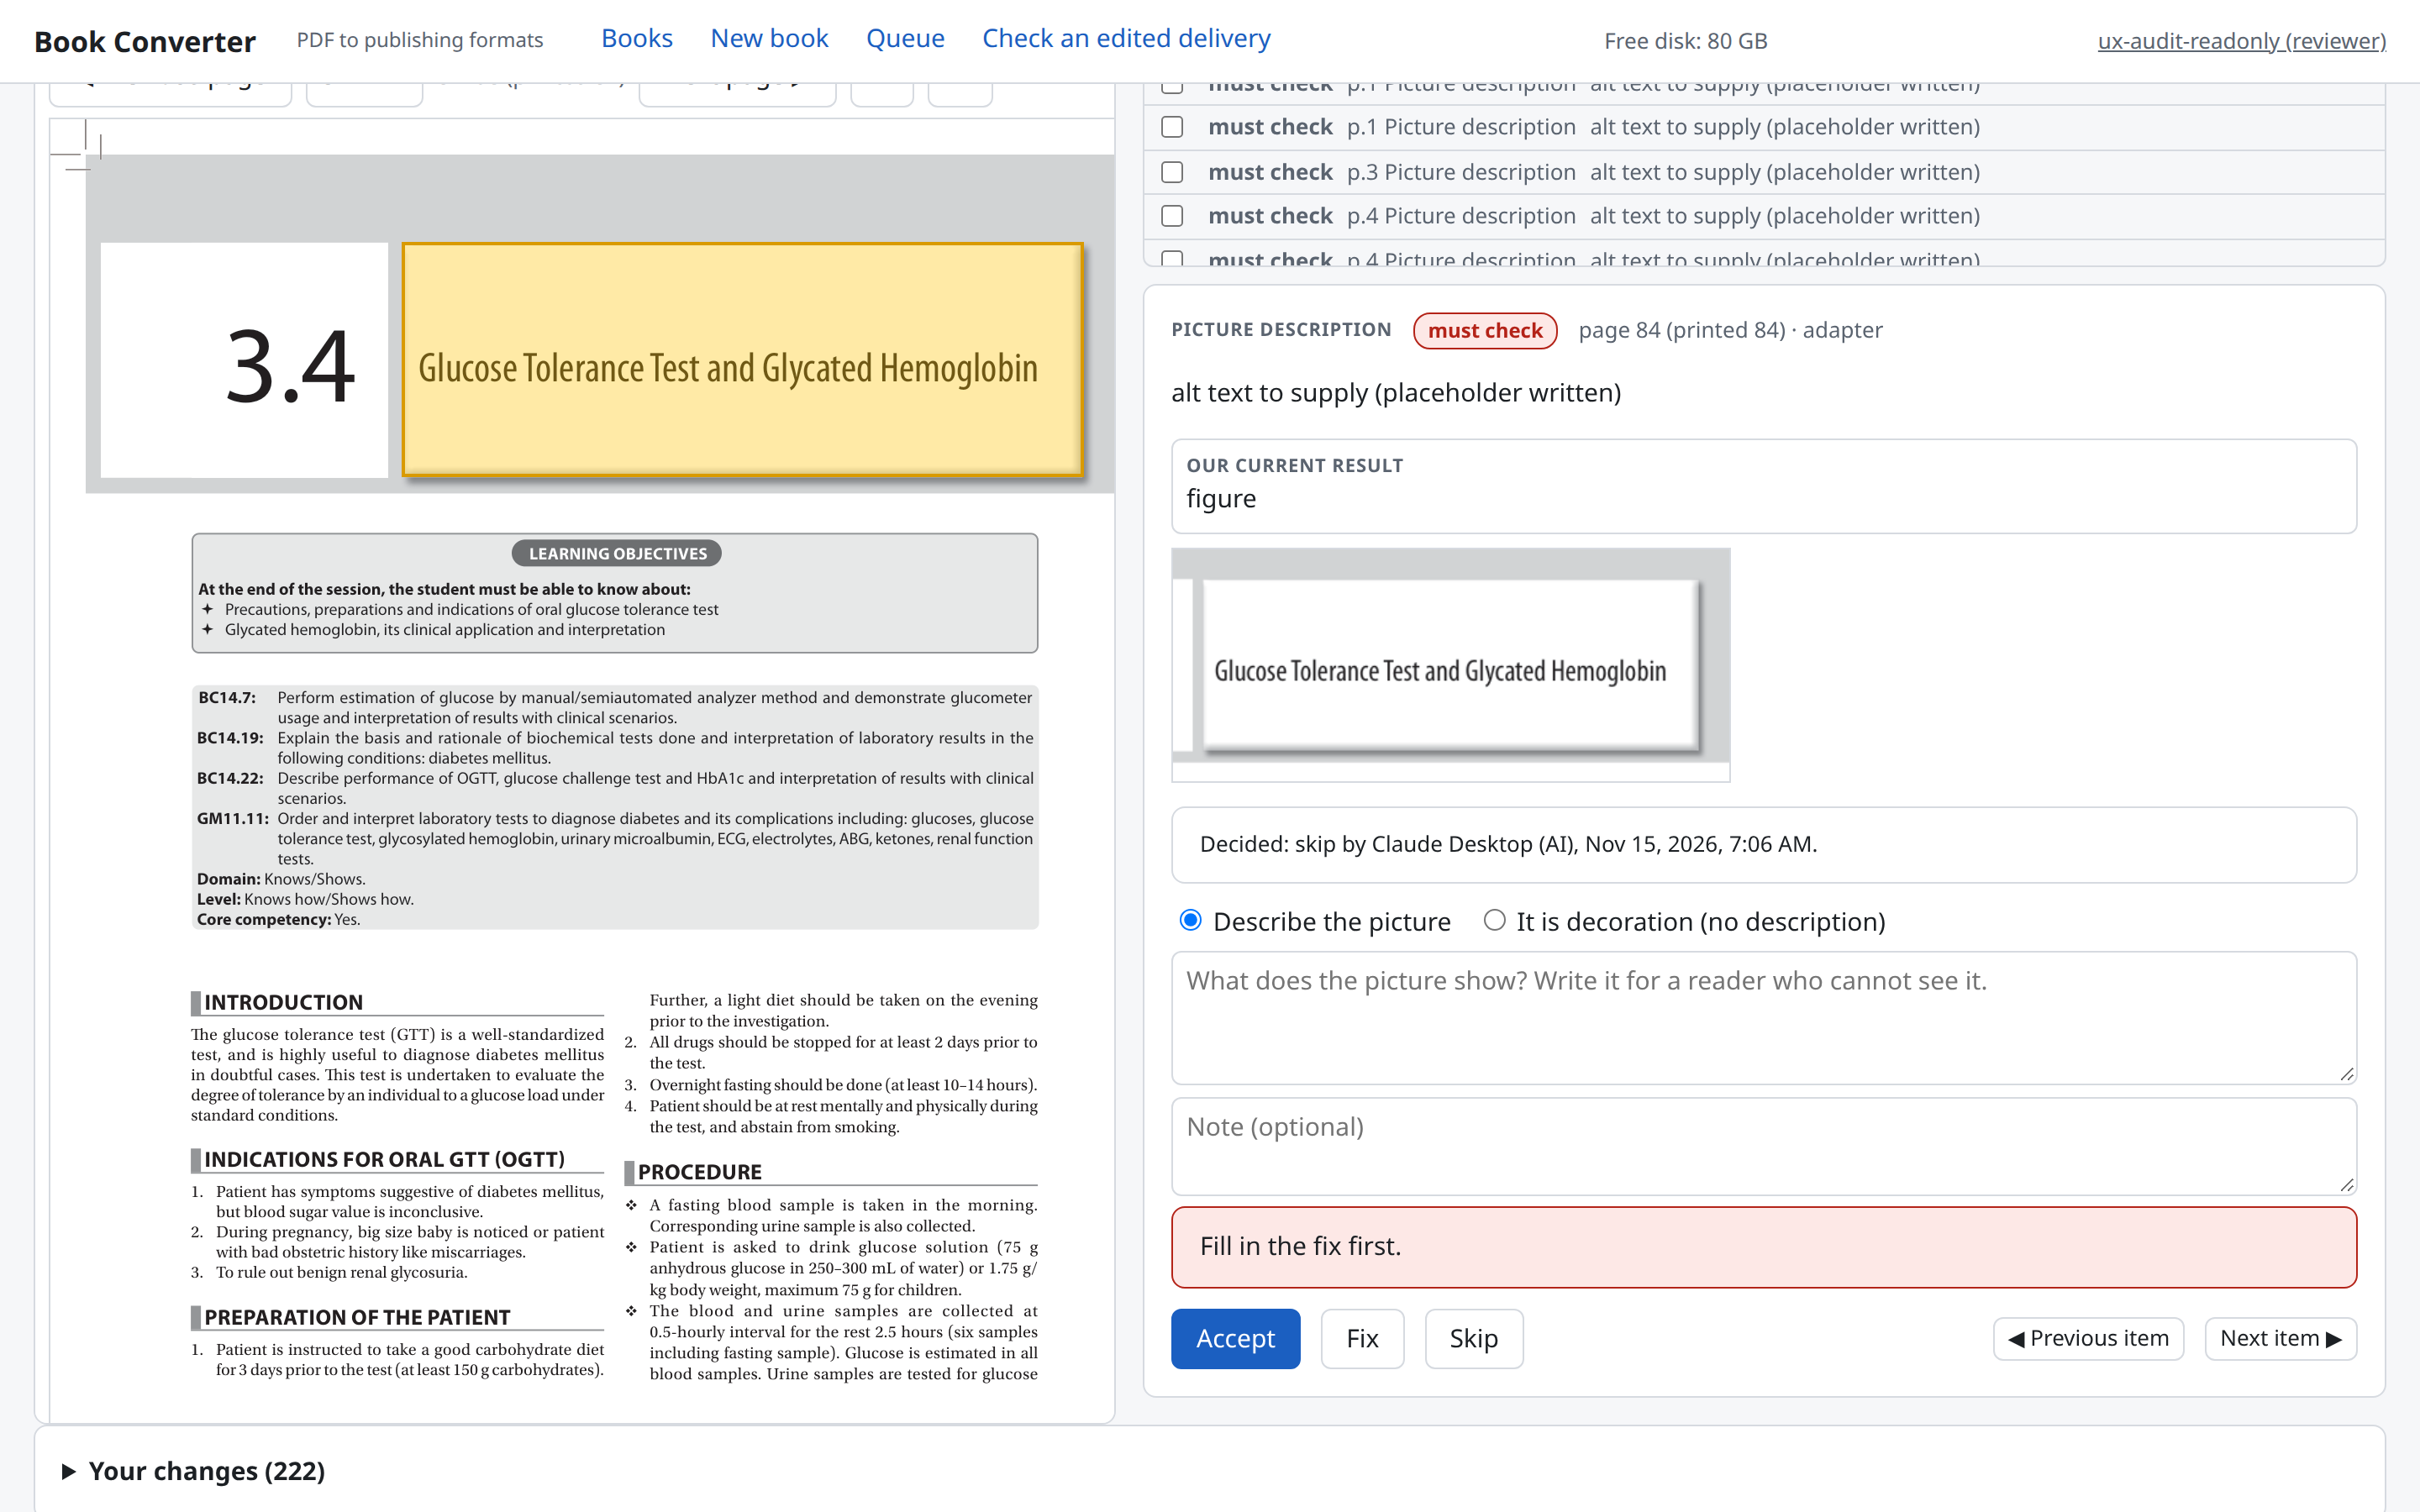 Book Converter
PDF to publishing formats
Books
New book
Queue
Check an edited delivery
Free disk: 80 GB
ux-audit-readonly (reviewer)
must check p.1 Picture description alt text to supply (placeholder written)
must check p.1 Picture description alt text to supply (placeholder written)
must check p.3 Picture description alt text to supply (placeholder written)
must check p.4 Picture description alt text to supply (placeholder written)
must check p.4 Picture description alt text to supply (placeholder written)
3.4
Glucose Tolerance Test and Glycated Hemoglobin
LEARNING OBJECTIVES
At the end of the session, the student must be able to know about:
Precautions, preparations and indications of oral glucose tolerance test
Glycated hemoglobin, its clinical application and interpretation
BC14.7: Perform estimation of glucose by manual/semiautomated analyzer method and demonstrate glucometer
usage and interpretation of results with clinical scenarios.
BC14.19: Explain the basis and rationale of biochemical tests done and interpretation of laboratory results in the
following conditions: diabetes mellitus.
BC14.22: Describe performance of OGTT, glucose challenge test and HbA1c and interpretation of results with clinical
scenarios.
GM11.11: Order and interpret laboratory tests to diagnose diabetes and its complications including: glucoses, glucose
tolerance test, glycosylated hemoglobin, urinary microalbumin, ECG, electrolytes, ABG, ketones, renal function
tests.
Domain: Knows/Shows.
Level: Knows how/Shows how.
Core competency: Yes.
INTRODUCTION
The glucose tolerance test (GTT) is a well-standardized
test, and is highly useful to diagnose diabetes mellitus
in doubtful cases. This test is undertaken to evaluate the
degree of tolerance by an individual to a glucose load under
standard conditions.
INDICATIONS FOR ORAL GTT (OGTT)
1. Patient has symptoms suggestive of diabetes mellitus,
but blood sugar value is inconclusive.
2. During pregnancy, big size baby is noticed or patient
with bad obstetric history like miscarriages.
3. To rule out benign renal glycosuria.
PREPARATION OF THE PATIENT
1. Patient is instructed to take a good carbohydrate diet
for 3 days prior to the test (at least 150 g carbohydrates).
Further, a light diet should be taken on the evening
prior to the investigation.
2. All drugs should be stopped for at least 2 days prior to
the test.
3. Overnight fasting should be done (at least 10–14 hours).
4. Patient should be at rest mentally and physically during
the test, and abstain from smoking.
PROCEDURE
❖ A fasting blood sample is taken in the morning.
Corresponding urine sample is also collected.
❖ Patient is asked to drink glucose solution (75 g
anhydrous glucose in 250–300 mL of water) or 1.75 g/
kg body weight, maximum 75 g for children.
❖ The blood and urine samples are collected at
0.5-hourly interval for the rest 2.5 hours (six samples
including fasting sample). Glucose is estimated in all
blood samples. Urine samples are tested for glucose
PICTURE DESCRIPTION
must check
page 84 (printed 84) · adapter
alt text to supply (placeholder written)
OUR CURRENT RESULT
figure
Glucose Tolerance Test and Glycated Hemoglobin
Decided: skip by Claude Desktop (AI), Nov 15, 2026, 7:06 AM.
Describe the picture
It is decoration (no description)
What does the picture show? Write it for a reader who cannot see it.
Note (optional)
Fill in the fix first.
Accept
Fix
Skip
◀ Previous item
Next item ▶
▶ Your changes (222)